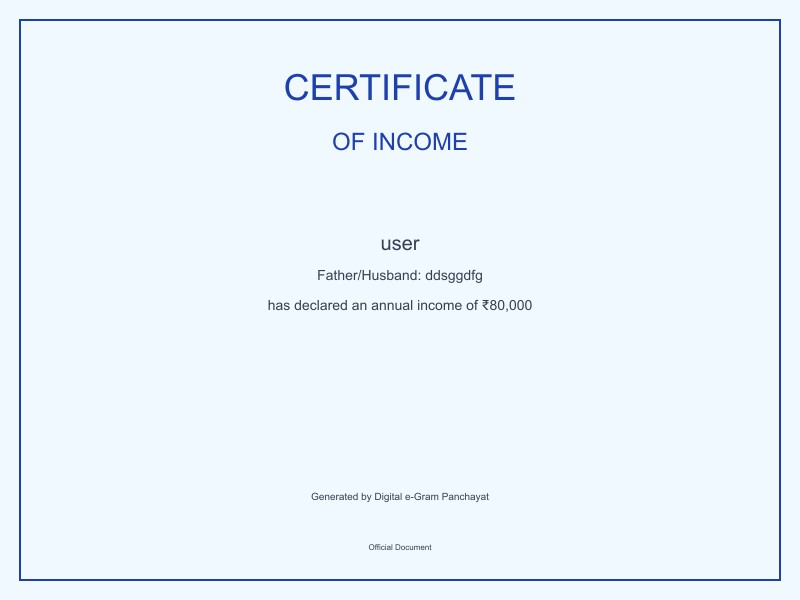 CERTIFICATE
OF INCOME
user
Father/Husband: ddsggdfg
has declared an annual income of ₹80,000
Generated by Digital e-Gram Panchayat
Official Document